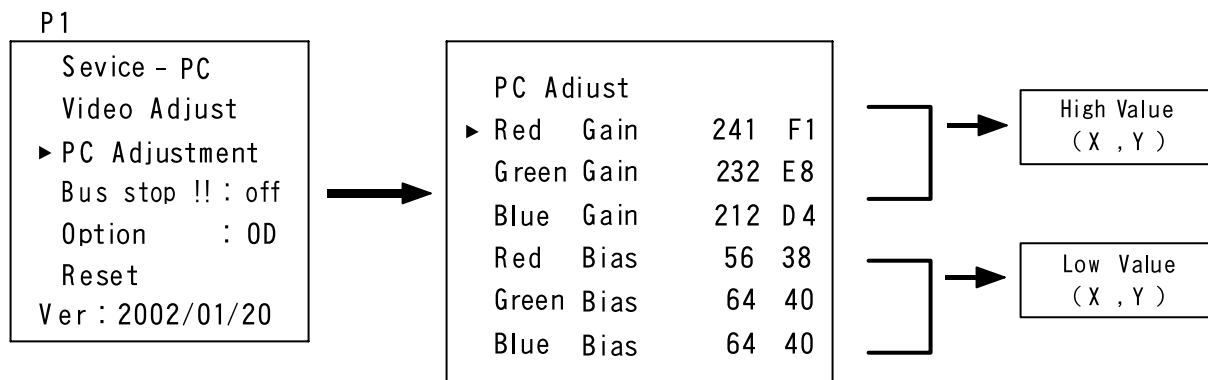 P1
Sevice - PC
Video Adjust
▶ PC Adjustment
Bus stop !! : off
Option : OD
Reset
Ver : 2002/01/20
PC Adiust
▶ Red Gain 241 F1
Green Gain 232 E8
Blue Gain 212 D4
Red Bias 56 38
Green Bias 64 40
Blue Bias 64 40
High Value
( X , Y )
Low Value
( X , Y )